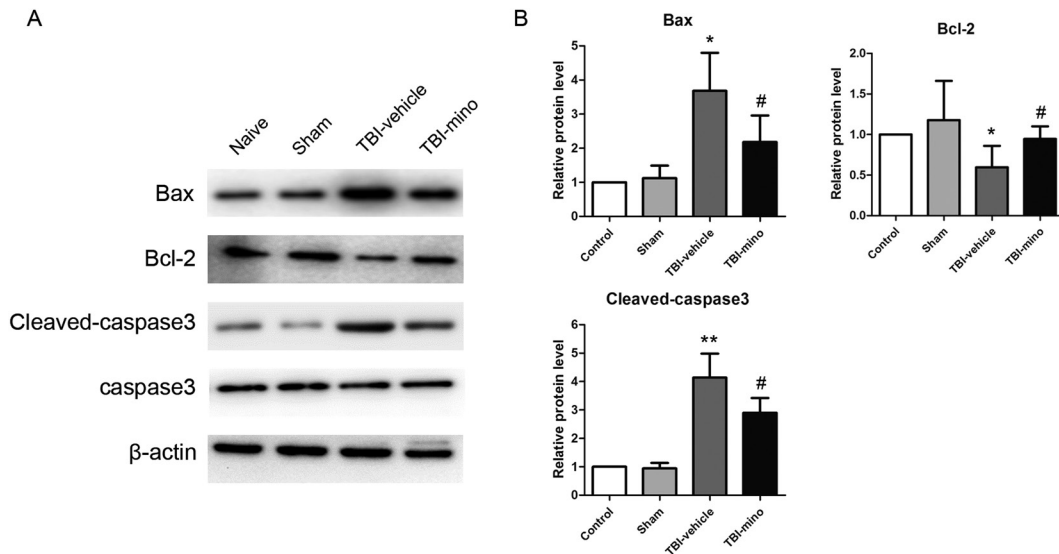 A
Naive
Sham
TBI-vehicle
TBI-mino
Bax
Bcl-2
Cleaved-caspase3
caspase3
β-actin
B
Bax
Relative protein level
5
4
3
2
1
0
*
#
Control
Sham
TBI-vehicle
TBI-mino
Bcl-2
Relative protein level
2.0
1.5
1.0
0.5
0.0
*
#
Control
Sham
TBI-vehicle
TBI-mino
Cleaved-caspase3
Relative protein level
6
5
4
3
2
1
0
**
#
Control
Sham
TBI-vehicle
TBI-mino